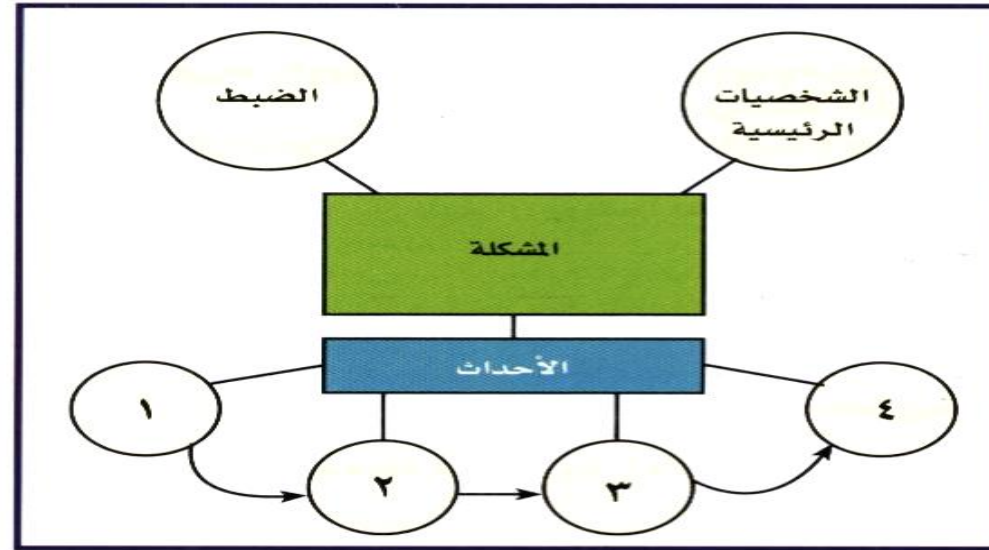 الشخصيات
الرئيسية
الضبط
المشكلة
الأحداث
١
٢
٣
٤